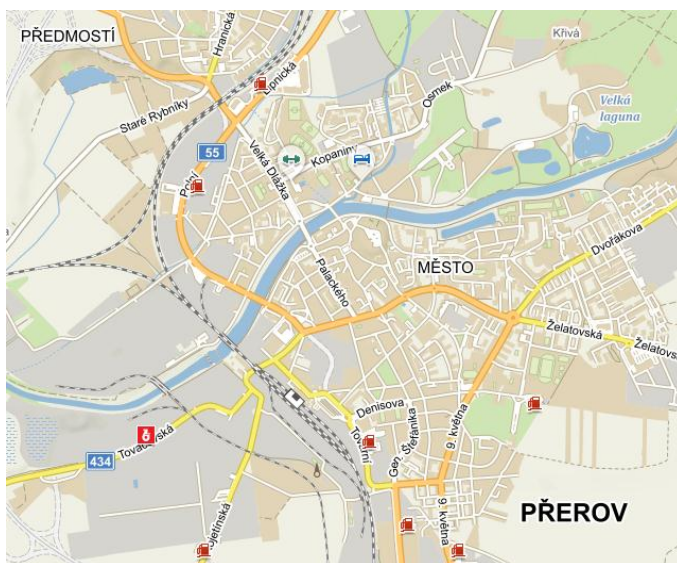 PŘEDMOSTÍ
Hranická
Křivá
Lipnická
Osmek
Staré Rybníky
Velká
laguna
55
Velká Dlážka
Kopaniny
Polní
Dvořákova
Palackého
MĚSTO
Želatovská
Želatovská
Denisova
Gen. Štefánika
9. května
Tovární
Tovačovská
434
9. května
PŘEROV